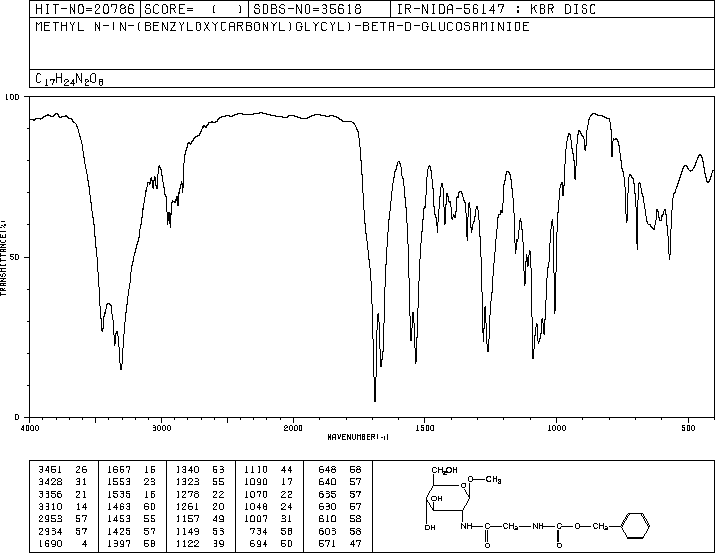 HIT-NO=20786 SCORE= ( ) SDBS-NO=35618 IR-NIDA-56147 : KBR DISC
METHYL N-(N-(BENZYLOXYCARBONYL)GLYCYL)-BETA-D-GLUCOSAMINIDE
C17H24N2O8
100
50
0
TRANSMITTANCE(%)
4000 3000 2000 1500 1000 500
WAVENUMBER(-1)
3461 26 1667 16 1340 53 1110 44 648 58
3428 31 1553 23 1323 55 1090 17 640 57
3356 21 1535 16 1278 22 1070 22 635 57
3310 14 1463 60 1261 20 1048 24 630 57
2953 57 1453 55 1157 49 1007 31 610 58
2934 57 1425 57 1149 53 734 58 603 58
1690 4 1397 58 1122 39 694 50 571 47
CH2OH
O
O CH3
OH
OH
NH C CH2 NH C O CH2
O O